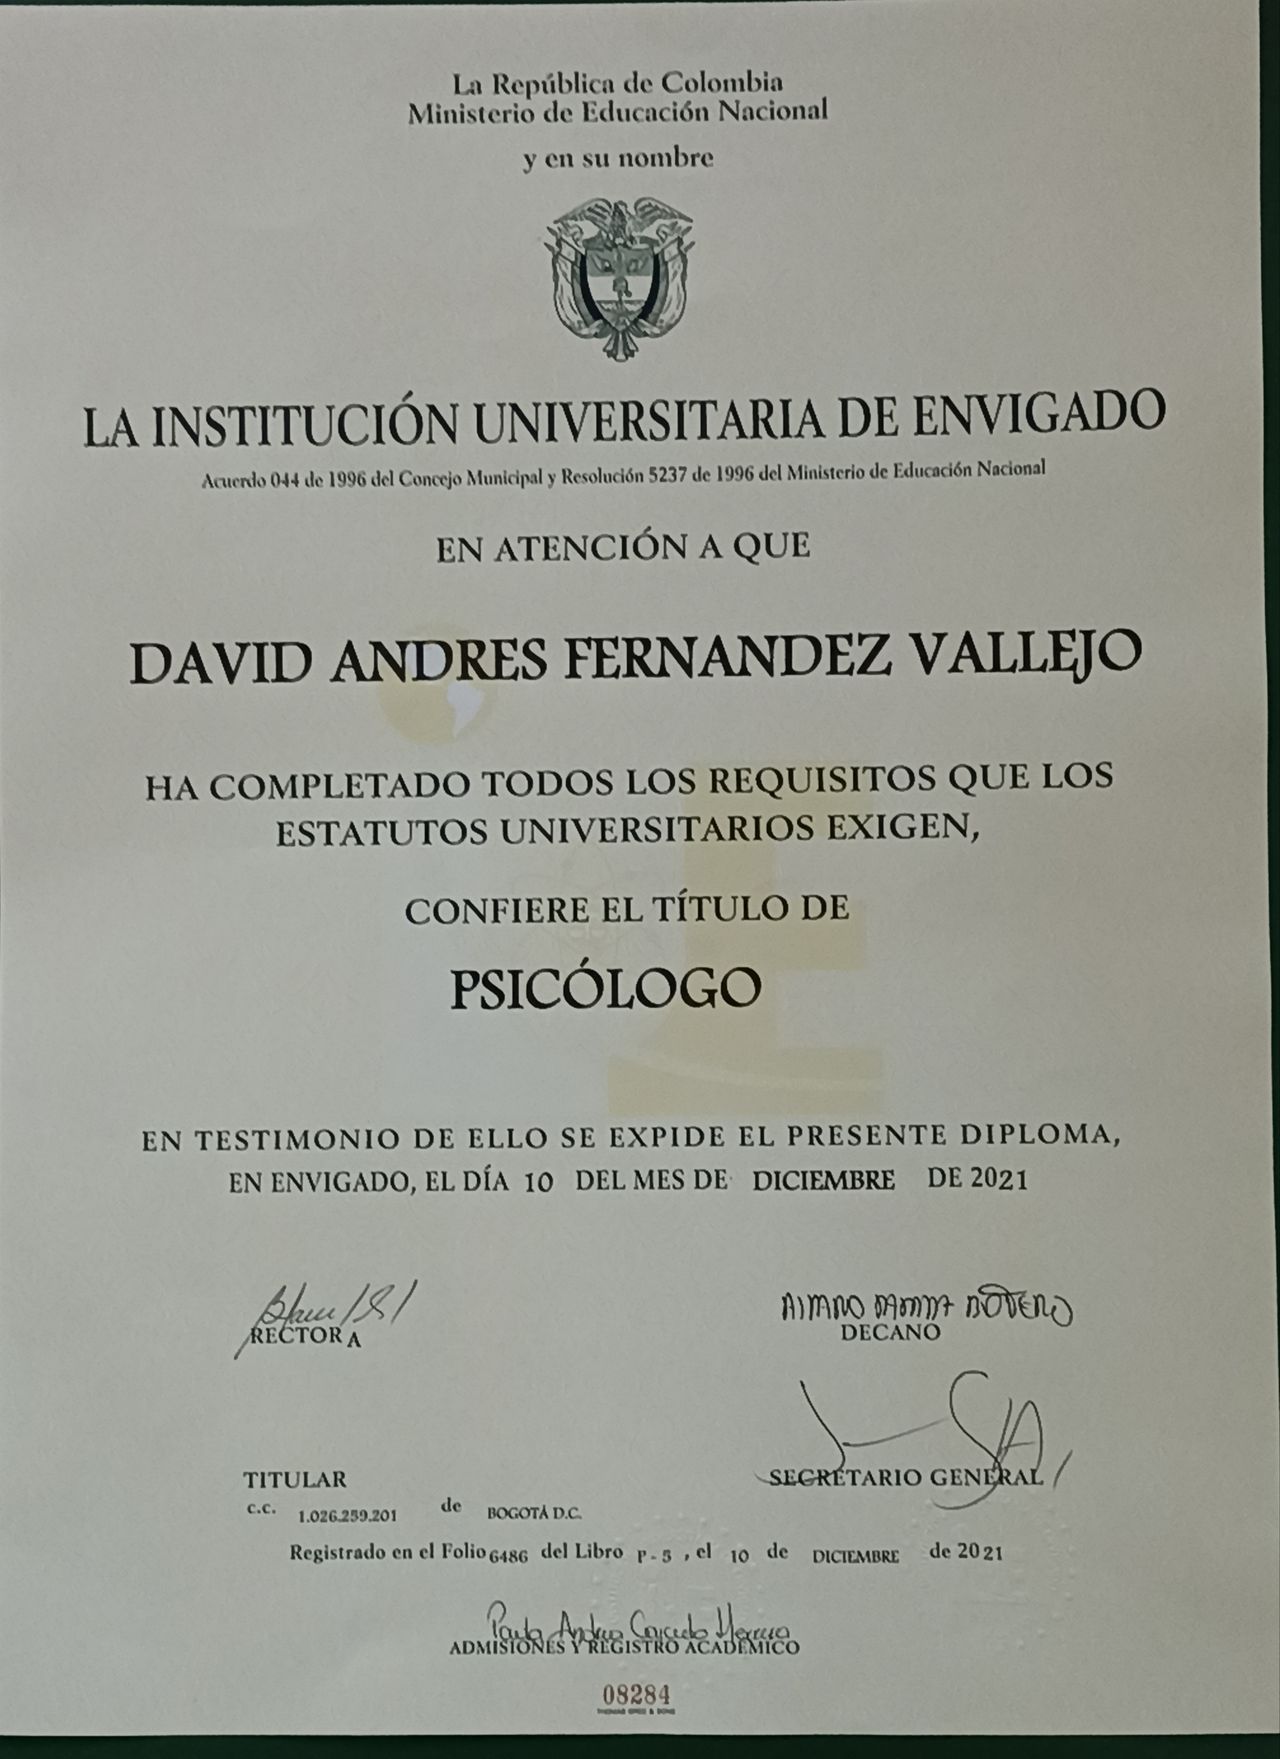 La República de Colombia
Ministerio de Educación Nacional
y en su nombre
LA INSTITUCIÓN UNIVERSITARIA DE ENVIGADO
Acuerdo 044 de 1996 del Concejo Municipal y Resolución 5237 de 1996 del Ministerio de Educación Nacional
EN ATENCIÓN A QUE
DAVID ANDRES FERNANDEZ VALLEJO
HA COMPLETADO TODOS LOS REQUISITOS QUE LOS
ESTATUTOS UNIVERSITARIOS EXIGEN,
CONFIERE EL TÍTULO DE
PSICÓLOGO
EN TESTIMONIO DE ELLO SE EXPIDE EL PRESENTE DIPLOMA,
EN ENVIGADO, EL DÍA 10 DEL MES DE DICIEMBRE DE 2021
RECTORA
BOTERO
DECANO
SECRETARIO GENERAL
TITULAR
C.C. 1.026.259.201 de BOGOTÁ D.C.
Registrado en el Folio 6486 del Libro P-5, el 10 de DICIEMBRE de 2021
Paula Andrea
ADMISIONES Y REGISTRO ACADÉMICO
08284